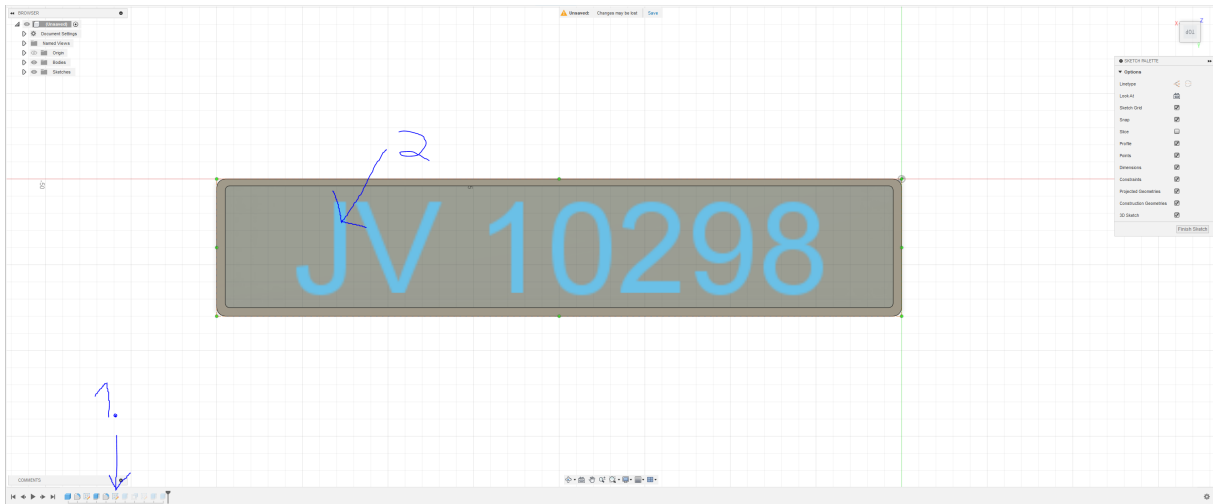 BROWSER
Unsaved: Changes may be lost Save
(Unsaved)
Document Settings
Named Views
Origin
Bodies
Sketches
TOP
X
Z
SKETCH PALETTE
Options
Linetype
Look At
Sketch Grid
Snap
Slice
Profile
Points
Dimensions
Constraints
Projected Geometries
Construction Geometries
3D Sketch
Finish Sketch
2
JV 10298
1.
COMMENTS